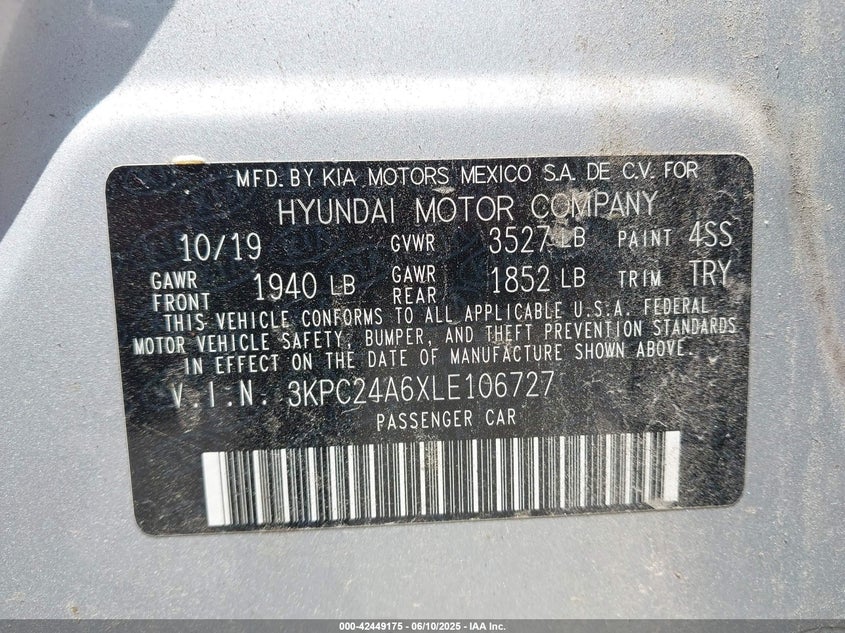 MFD. BY KIA MOTORS MEXICO S.A. DE C.V. FOR
HYUNDAI MOTOR COMPANY
10/19 GVWR 3527 LB PAINT 4SS
GAWR FRONT 1940 LB GAWR REAR 1852 LB TRIM TRY
THIS VEHICLE CONFORMS TO ALL APPLICABLE U.S.A. FEDERAL
MOTOR VEHICLE SAFETY, BUMPER, AND THEFT PREVENTION STANDARDS
IN EFFECT ON THE DATE OF MANUFACTURE SHOWN ABOVE.
V.I.N. 3KPC24A6XLE106727
PASSENGER CAR
000-42449175 - 06/10/2025 - IAA Inc.